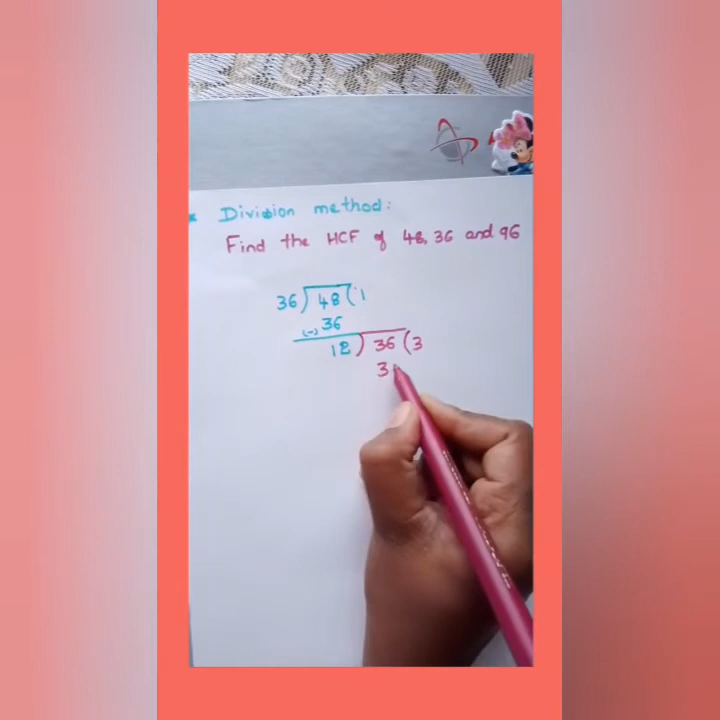 Division method:
Find the HCF of 48, 36 and 96
36) 48 (1
(-) 36
12) 36 (3
3